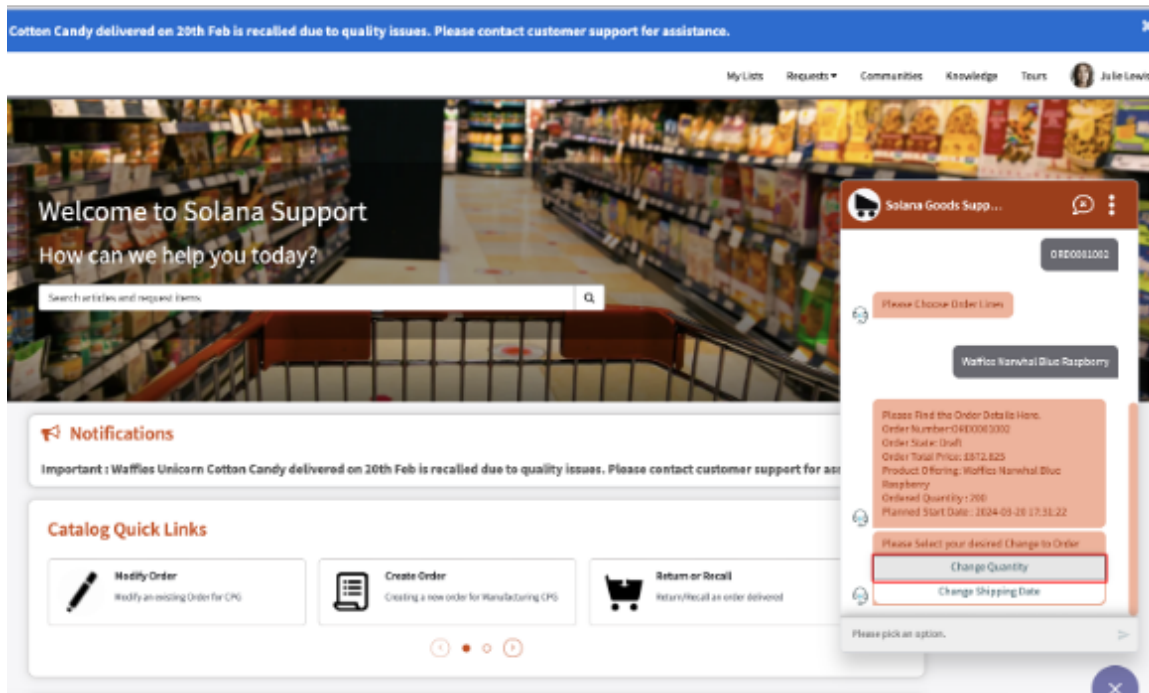 Cotton Candy delivered on 20th Feb is recalled due to quality issues. Please contact customer support for assistance.
My Lists Requests Communities Knowledge Tours Julie Lewis
Welcome to Solana Support
How can we help you today?
Search articles and request items
Notifications
Important : Waffles Unicorn Cotton Candy delivered on 20th Feb is recalled due to quality issues. Please contact customer support for
Catalog Quick Links
Modify Order
Modify an existing Order for CPG
Create Order
Creating a new order for Manufacturing CPG
Return or Recall
Return/Recall an order delivered
Solana Goods Supp...
ORD0001002
Please Choose Order Lines
Waffles Narwhal Blue Raspberry
Please Find the Order Details Here.
Order Number:ORD0001002
Order State: Draft
Order Total Price:
Product Offering: Waffles Narwhal Blue
Raspberry
Ordered Quantity : 200
Planned Start Date : 2024-03-20 17:31:22
Please Select your desired Change to Order
Change Quantity
Change Shipping Date
Please pick an option.